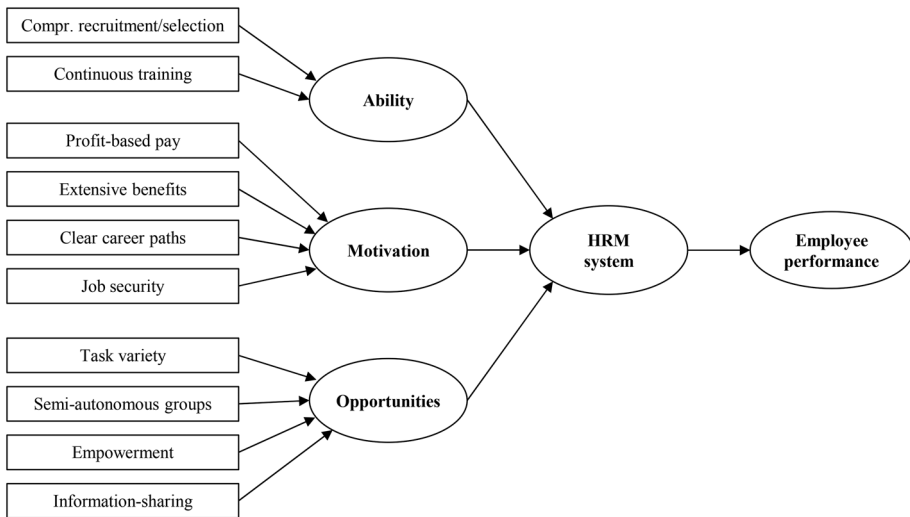 Compr. recruitment/selection
Continuous training
Profit-based pay
Extensive benefits
Clear career paths
Job security
Task variety
Semi-autonomous groups
Empowerment
Information-sharing
Ability
Motivation
Opportunities
HRM
system
Employee
performance